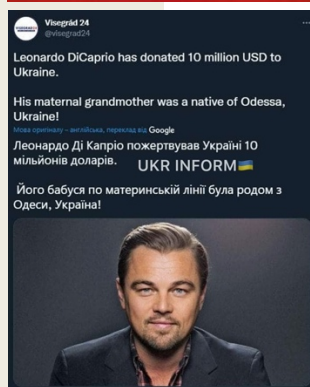 Visegrád 24
@visegrad24
Leonardo DiCaprio has donated 10 million USD to
Ukraine.
His maternal grandmother was a native of Odessa,
Ukraine!
Мова оригіналу – англійська, переклад від Google
Леонардо Ді Капріо пожертвував Україні 10
мільйонів доларів.
UKR INFORM
Його бабуся по материнській лінії була родом з
Одеси, Україна!